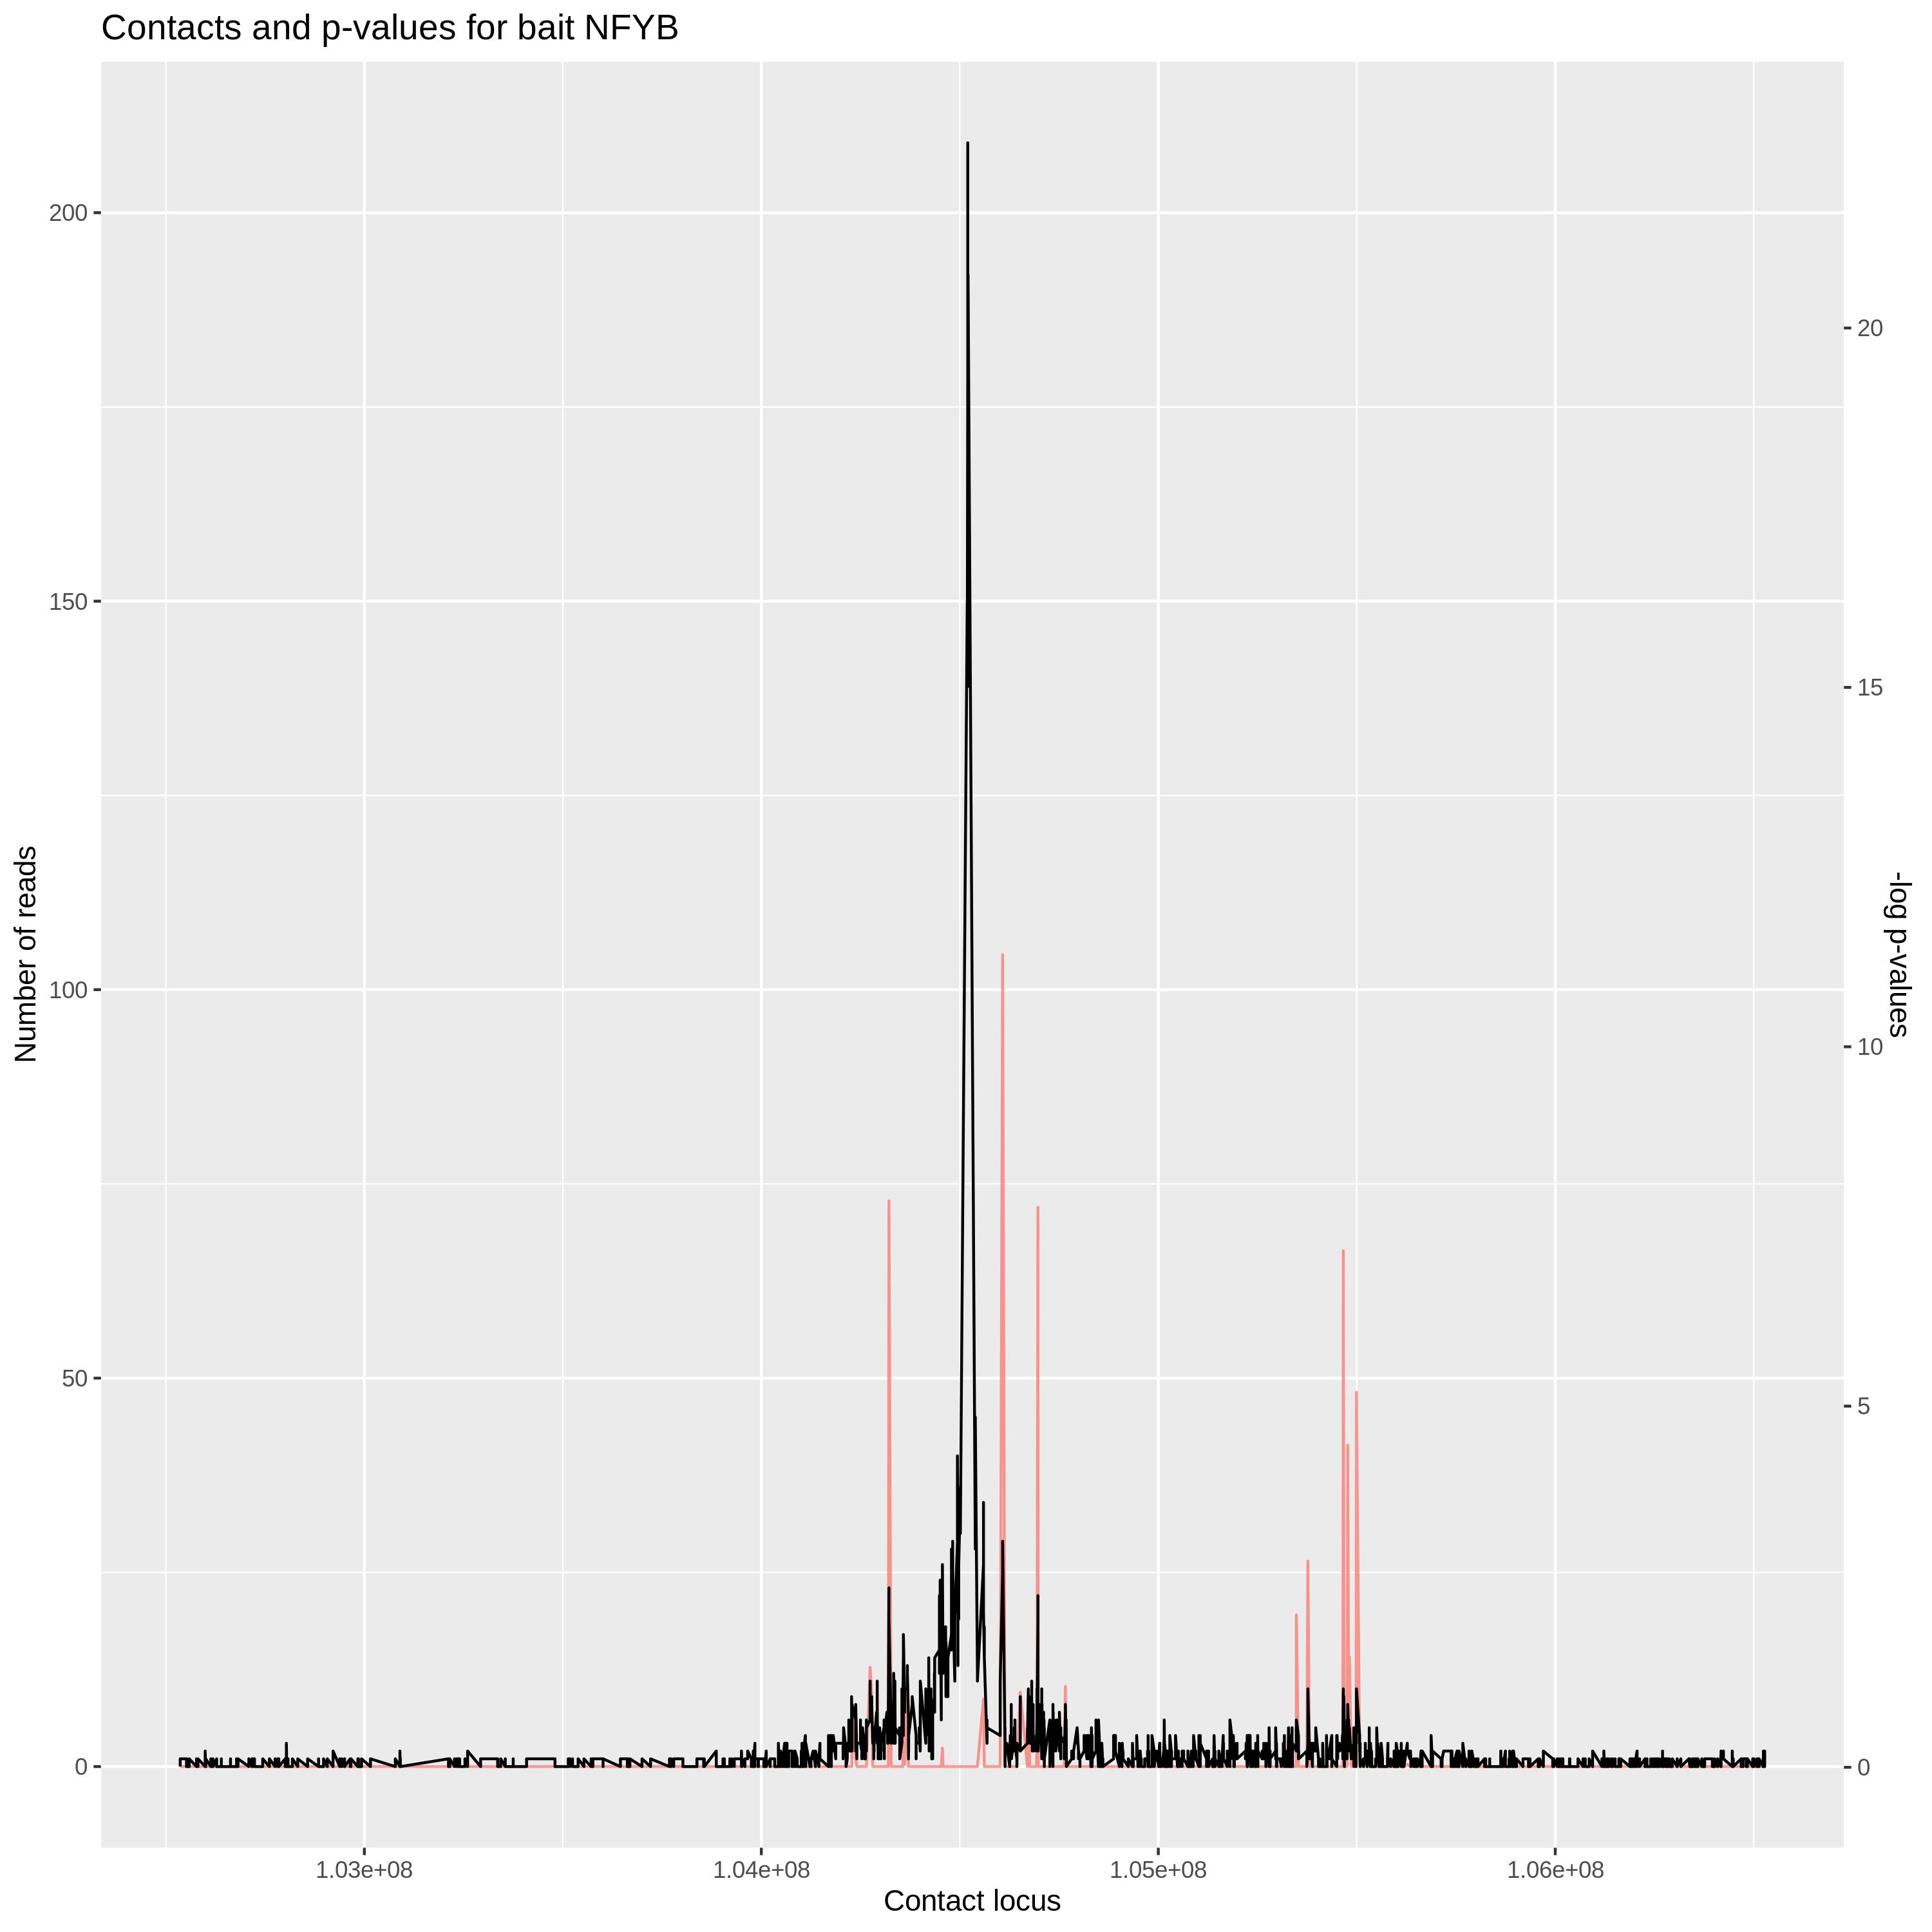 Contacts and p-values for bait NFYB
200
150
100
50
0
Number of reads
20
15
10
5
0
-log p-values
1.03e+08
1.04e+08
1.05e+08
1.06e+08
Contact locus